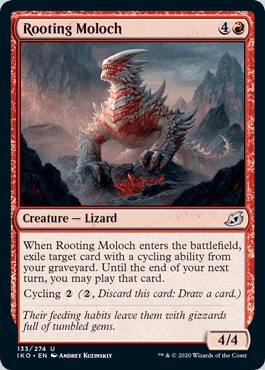 Rooting Moloch 4
Creature — Lizard
When Rooting Moloch enters the battlefield,
exile target card with a cycling ability from
your graveyard. Until the end of your next
turn, you may play that card.
Cycling 2 (2, Discard this card: Draw a card.)
Their feeding habits leave them with gizzards
full of tumbled gems.
4/4
133/274 U
IKO • EN Andrey Kuzinskiy
™ & © 2020 Wizards of the Coast